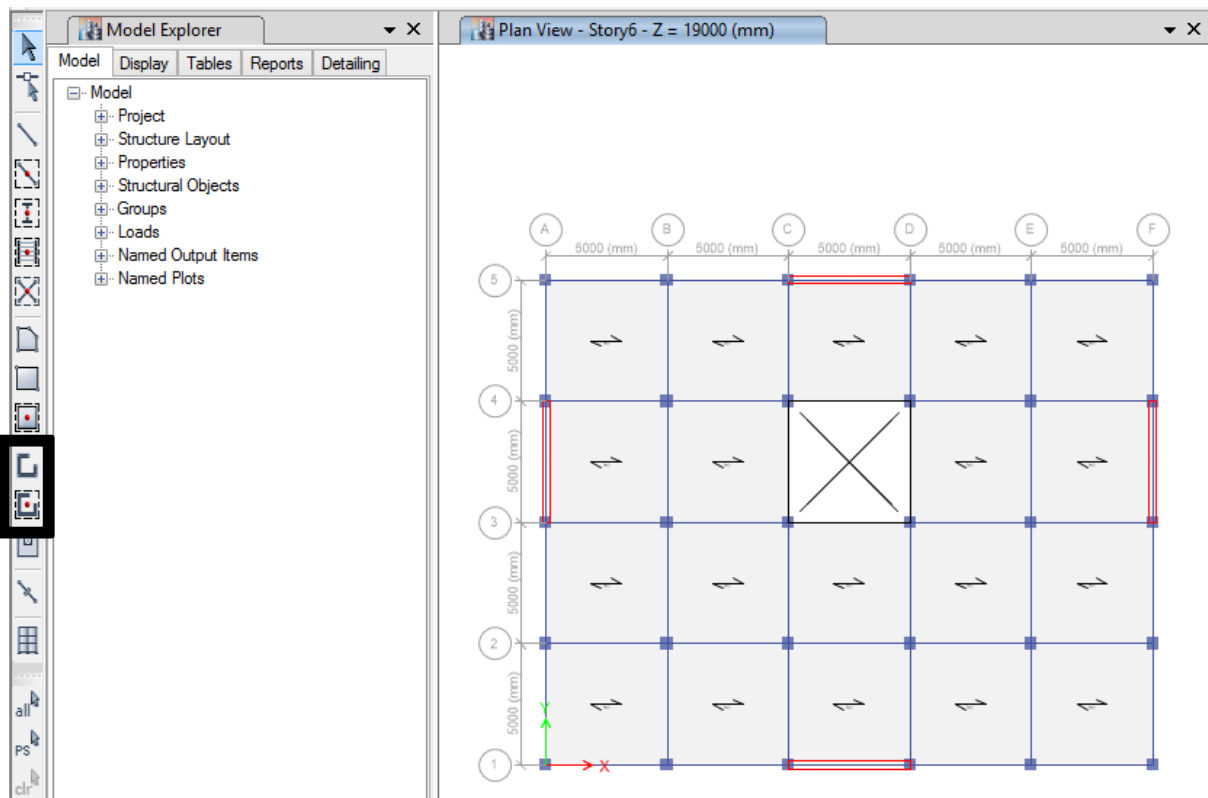 Model Explorer
Model Display Tables Reports Detailing
Model
Project
Structure Layout
Properties
Structural Objects
Groups
Loads
Named Output Items
Named Plots
all
PS
clr
Plan View - Story6 - Z = 19000 (mm)
A B C D E F
5000 (mm) 5000 (mm) 5000 (mm) 5000 (mm) 5000 (mm)
5
5000 (mm)
4
5000 (mm)
3
5000 (mm)
2
5000 (mm)
1
Y
X